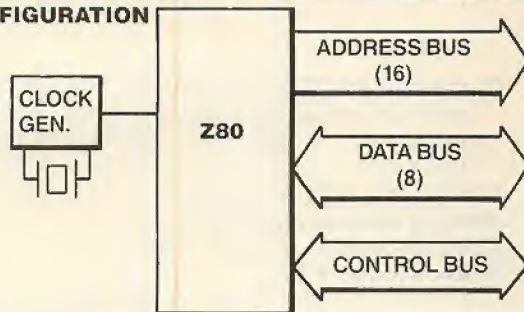 FIGURATION
CLOCK
GEN.
Z80
ADDRESS BUS
(16)
DATA BUS
(8)
CONTROL BUS